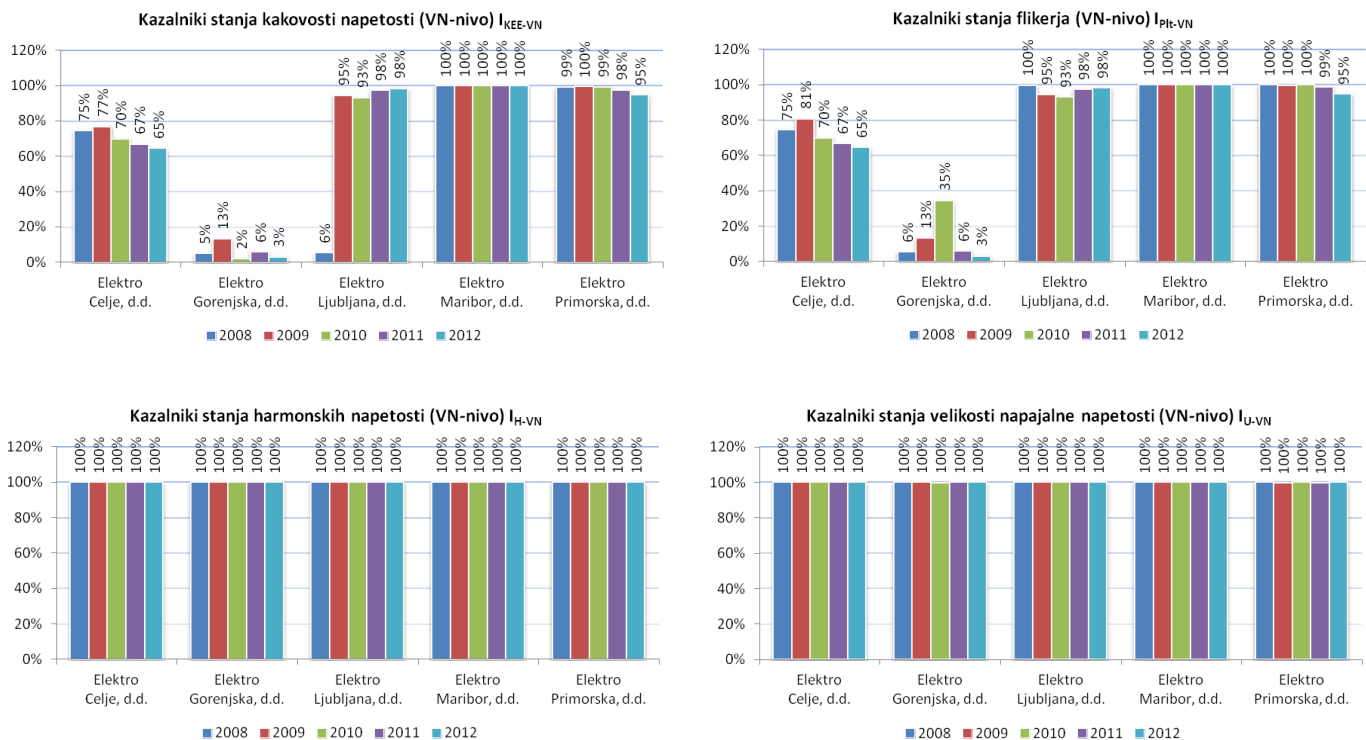 Kazalniki stanja kakovosti napetosti (VN-nivo) I_KEE-VN
120%
100%
80%
60%
40%
20%
0%
75% 77% 70% 67% 65%
5% 13% 2% 6% 3%
6% 95% 93% 98% 98%
100% 100% 100% 100% 100%
99% 100% 99% 98% 95%
Elektro Elektro Elektro Elektro Elektro
Celje, d.d. Gorenjska, d.d. Ljubljana, d.d. Maribor, d.d. Primorska, d.d.
2008 2009 2010 2011 2012
Kazalniki stanja flikerja (VN-nivo) I_Plt-VN
120%
100%
80%
60%
40%
20%
0%
75% 81% 70% 67% 65%
6% 13% 35% 6% 3%
100% 95% 93% 98% 98%
100% 100% 100% 100% 100%
100% 100% 100% 99% 95%
Elektro Elektro Elektro Elektro Elektro
Celje, d.d. Gorenjska, d.d. Ljubljana, d.d. Maribor, d.d. Primorska, d.d.
2008 2009 2010 2011 2012
Kazalniki stanja harmonskih napetosti (VN-nivo) I_H-VN
120%
100%
80%
60%
40%
20%
0%
100% 100% 100% 100% 100%
100% 100% 100% 100% 100%
100% 100% 100% 100% 100%
100% 100% 100% 100% 100%
100% 100% 100% 100% 100%
Elektro Elektro Elektro Elektro Elektro
Celje, d.d. Gorenjska, d.d. Ljubljana, d.d. Maribor, d.d. Primorska, d.d.
2008 2009 2010 2011 2012
Kazalniki stanja velikosti napajalne napetosti (VN-nivo) I_U-VN
120%
100%
80%
60%
40%
20%
0%
100% 100% 100% 100% 100%
100% 100% 100% 100% 100%
100% 100% 100% 100% 100%
100% 100% 100% 100% 100%
100% 100% 100% 100% 100%
Elektro Elektro Elektro Elektro Elektro
Celje, d.d. Gorenjska, d.d. Ljubljana, d.d. Maribor, d.d. Primorska, d.d.
2008 2009 2010 2011 2012